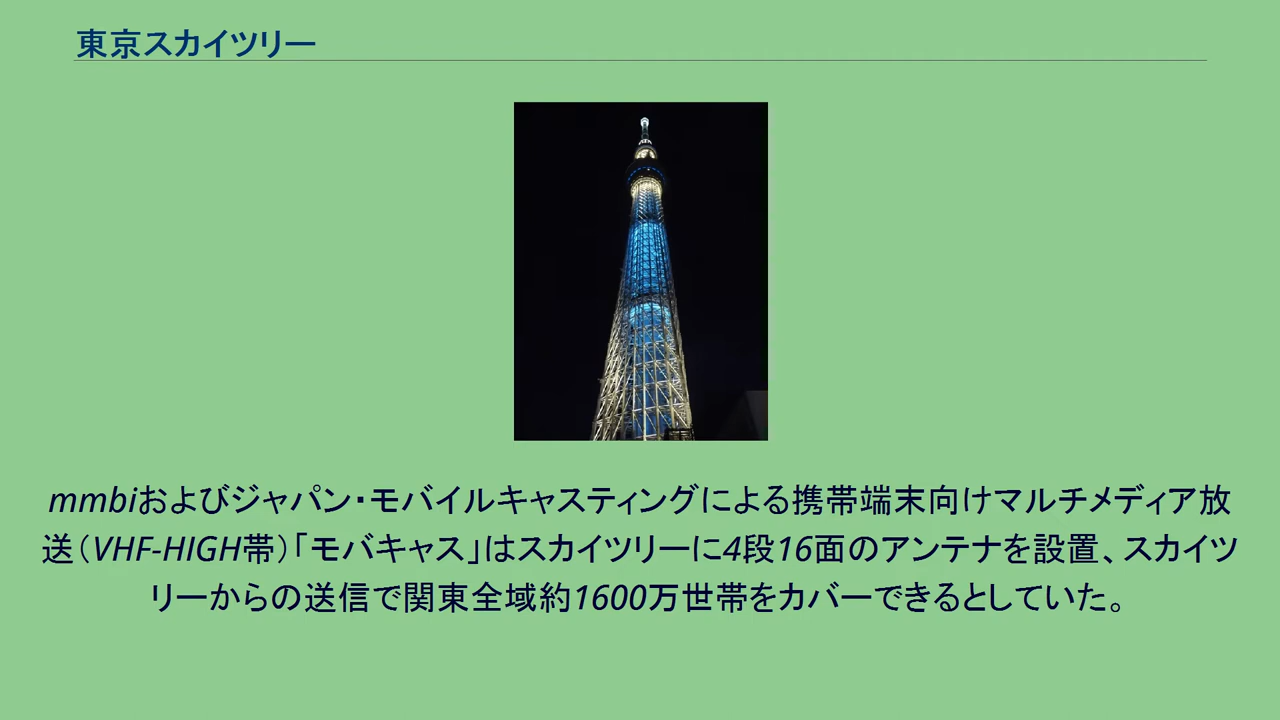 東京スカイツリー
mmbiおよびジャパン・モバイルキャスティングによる携帯端末向けマルチメディア放
送（VHF-HIGH帯）「モバキャス」はスカイツリーに4段16面のアンテナを設置、スカイツ
リーからの送信で関東全域約1600万世帯をカバーできるとしていた。